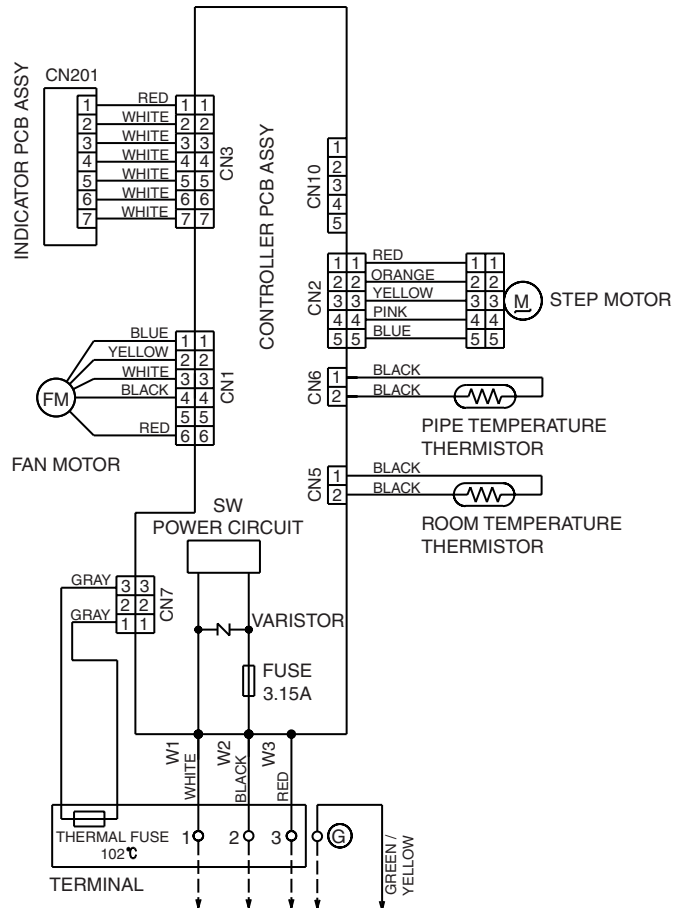 CN201
INDICATOR PCB ASSY
1 RED 1 1
2 WHITE 2 2
3 WHITE 3 3
4 WHITE 4 4
5 WHITE 5 5
6 WHITE 6 6
7 WHITE 7 7
CN3
CONTROLLER PCB ASSY
CN10
1
2
3
4
5
CN2
1 1 RED 1 1
2 2 ORANGE 2 2
3 3 YELLOW 3 3
4 4 PINK 4 4
5 5 BLUE 5 5
M
STEP MOTOR
FM
FAN MOTOR
BLUE 1 1
YELLOW 2 2
WHITE 3 3
BLACK 4 4
5 5
RED 6 6
CN1
CN6
1 BLACK
2 BLACK
PIPE TEMPERATURE
THERMISTOR
CN5
1 BLACK
2 BLACK
ROOM TEMPERATURE
THERMISTOR
SW
POWER CIRCUIT
GRAY 3 3
2 2
GRAY 1 1
CN7
VARISTOR
N
FUSE
3.15A
W1
WHITE
W2
BLACK
W3
RED
THERMAL FUSE
102℃
1
2
3
G
GREEN /
YELLOW
TERMINAL